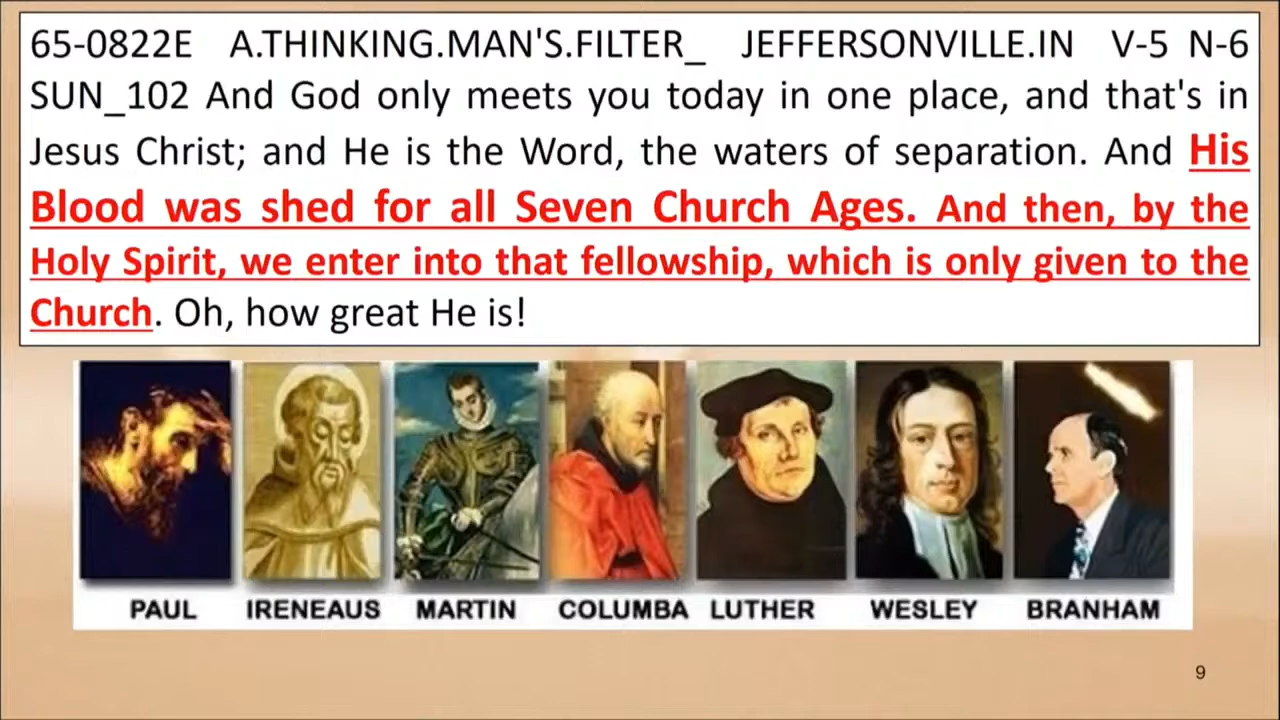 65-0822E A.THINKING.MAN'S.FILTER_ JEFFERSONVILLE.IN V-5 N-6
SUN_102 And God only meets you today in one place, and that's in
Jesus Christ; and He is the Word, the waters of separation. And His
Blood was shed for all Seven Church Ages. And then, by the
Holy Spirit, we enter into that fellowship, which is only given to the
Church. Oh, how great He is!
PAUL IRENEAUS MARTIN COLUMBA LUTHER WESLEY BRANHAM
9